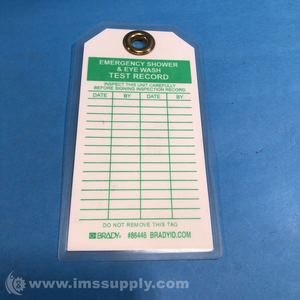 EMERGENCY SHOWER
& EYE WASH
TEST RECORD
INSPECT THIS UNIT CAREFULLY
BEFORE SIGNING INSPECTION RECORD
DATE BY DATE BY
DO NOT REMOVE THIS TAG
BRADY #86446 BRADYID.COM
© www.imssupply.com